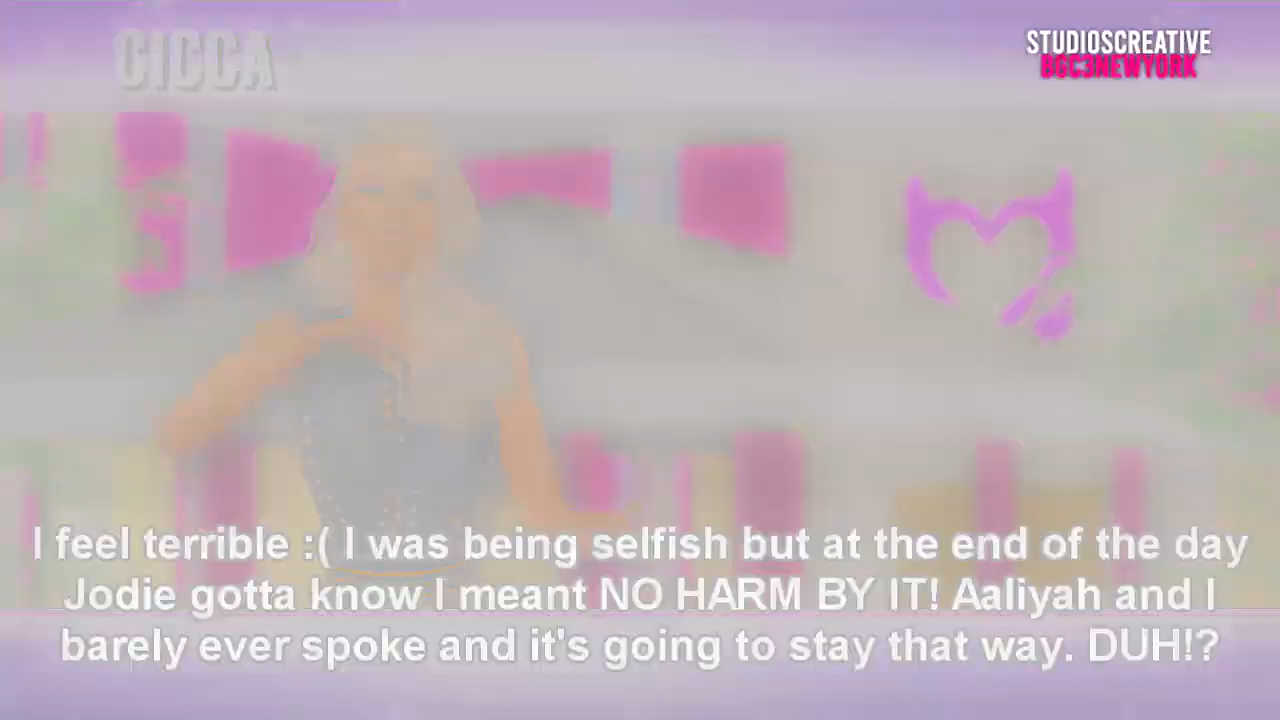 CICCA
STUDIOSCREATIVE
BGC3NEWYORK
I feel terrible :( I was being selfish but at the end of the day
Jodie gotta know I meant NO HARM BY IT! Aaliyah and I
barely ever spoke and it's going to stay that way. DUH!?